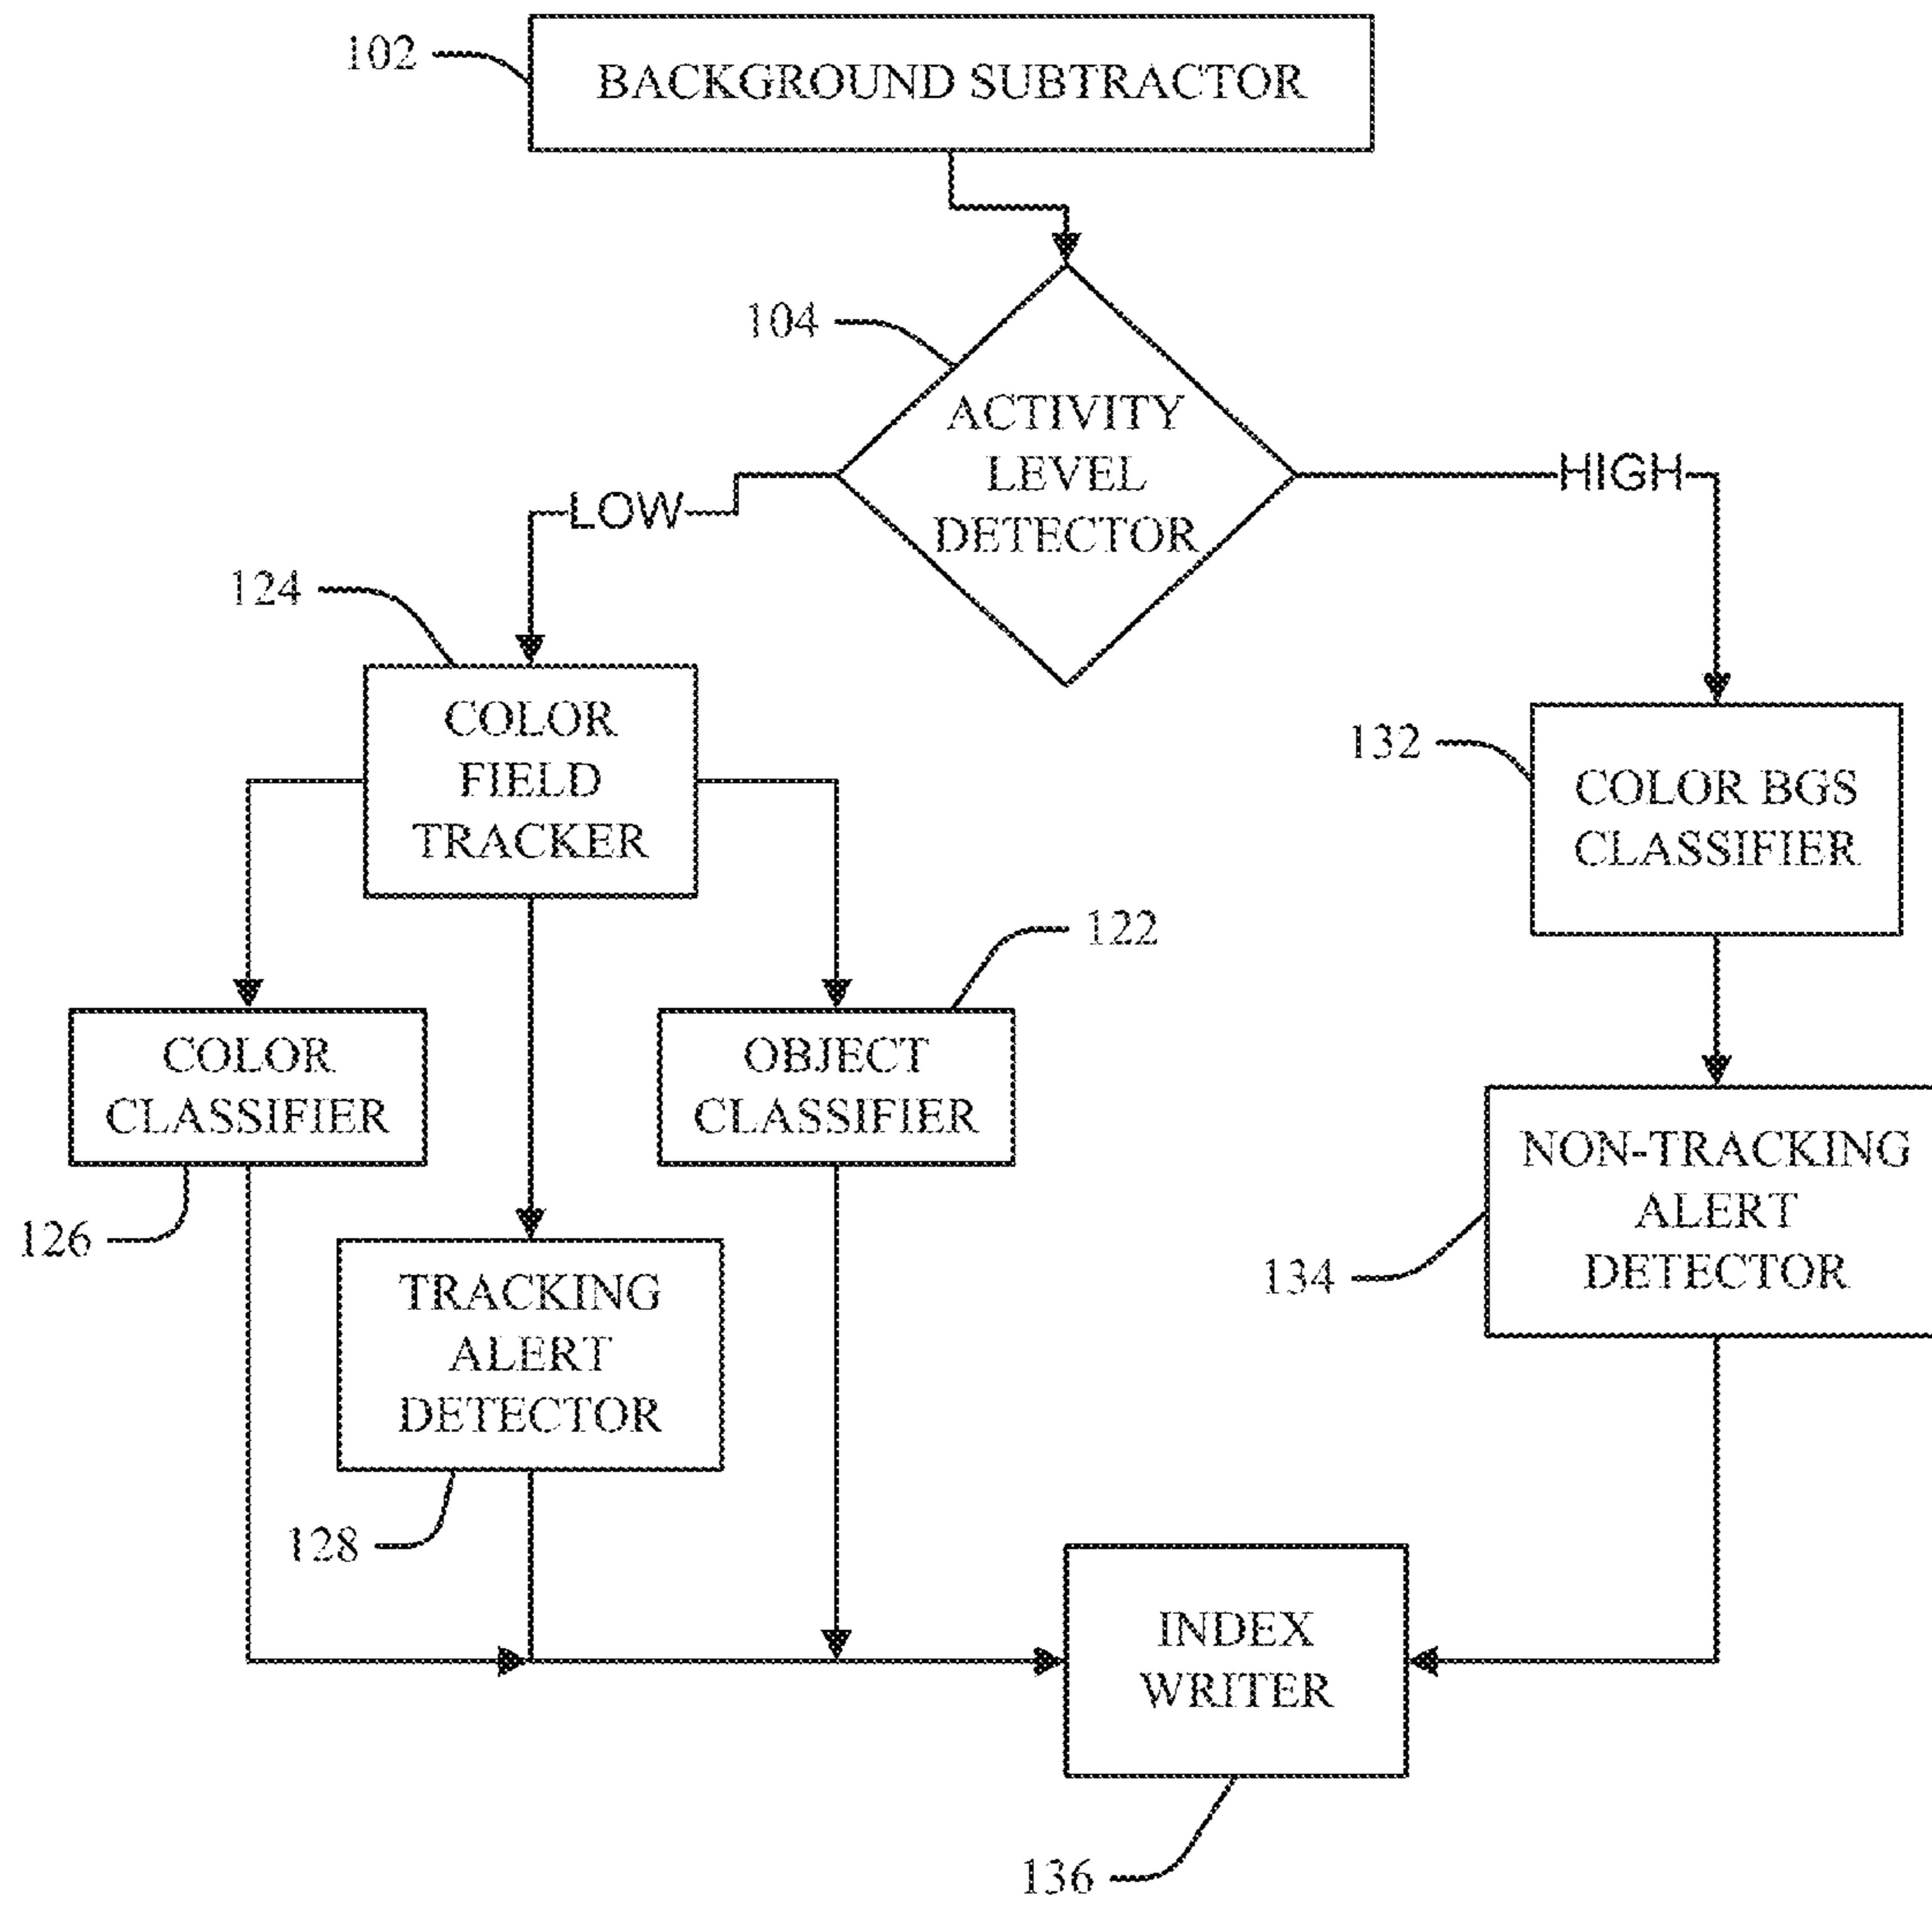 102
BACKGROUND SUBTRACTOR
104
ACTIVITY
LEVEL
DETECTOR
LOW
HIGH
124
COLOR
FIELD
TRACKER
132
COLOR BGS
CLASSIFIER
122
COLOR
CLASSIFIER
OBJECT
CLASSIFIER
126
NON-TRACKING
ALERT
DETECTOR
134
TRACKING
ALERT
DETECTOR
128
INDEX
WRITER
136